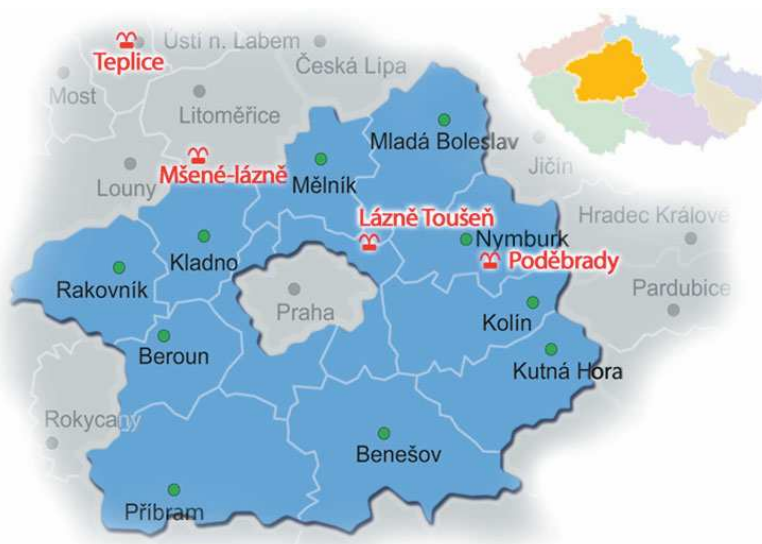 Ústí n. Labem
Teplice
Česká Lípa
Most
Litoměřice
Mladá Boleslav
Jičín
Louny
Mšené-lázně
Mělník
Lázně Toušeň
Hradec Králové
Nymburk
Kladno
Poděbrady
Rakovník
Praha
Pardubice
Kolín
Beroun
Kutná Hora
Rokycany
Benešov
Příbram